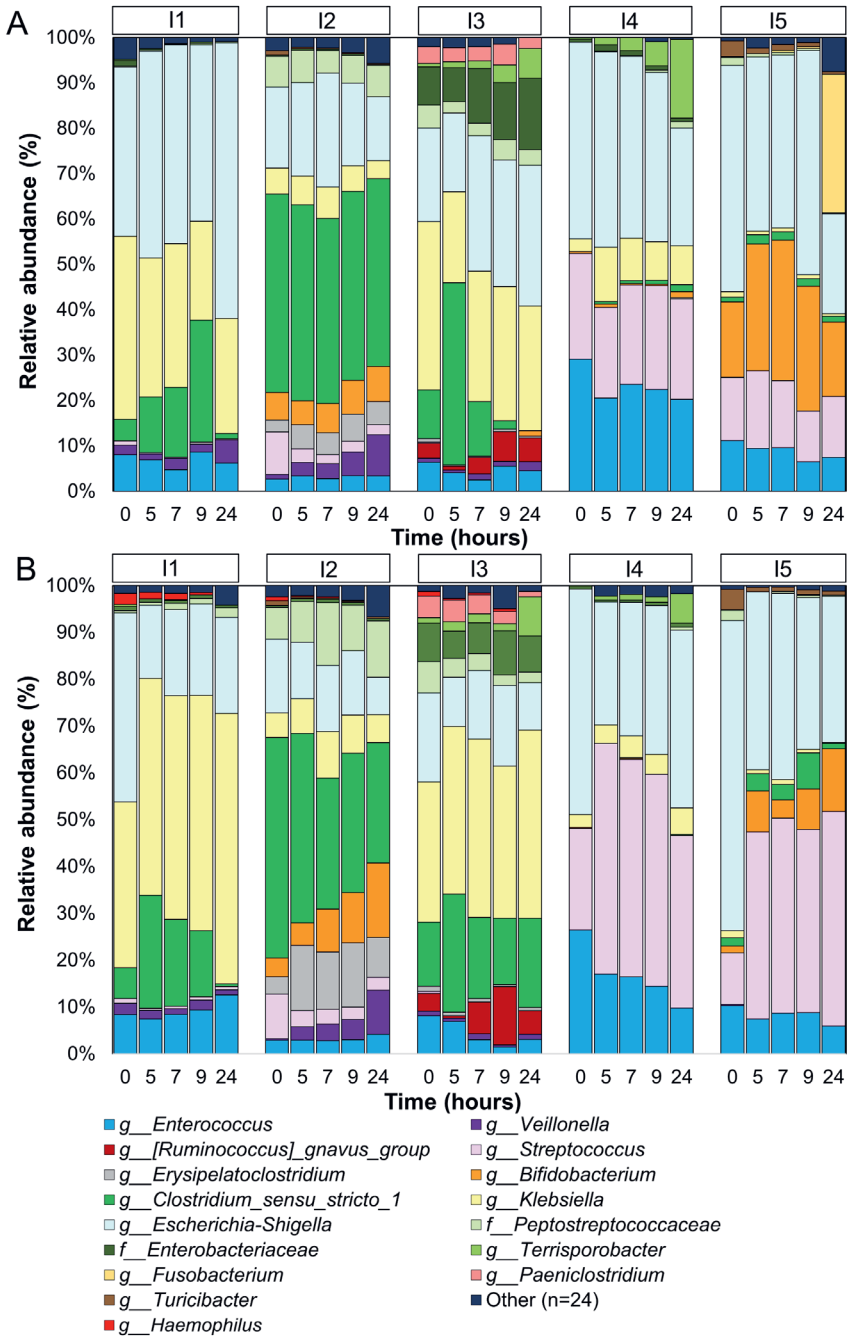 A
I1 I2 I3 I4 I5
Relative abundance (%)
100%
90%
80%
70%
60%
50%
40%
30%
20%
10%
0%
0 5 7 9 24 0 5 7 9 24 0 5 7 9 24 0 5 7 9 24 0 5 7 9 24
Time (hours)
B
I1 I2 I3 I4 I5
Relative abundance (%)
100%
90%
80%
70%
60%
50%
40%
30%
20%
10%
0%
0 5 7 9 24 0 5 7 9 24 0 5 7 9 24 0 5 7 9 24 0 5 7 9 24
Time (hours)
g__Enterococcus
g__[Ruminococcus]_gnavus_group
g__Erysipelatoclostridium
g__Clostridium_sensu_stricto_1
g__Escherichia-Shigella
f__Enterobacteriaceae
g__Fusobacterium
g__Turicibacter
g__Haemophilus
g__Veillonella
g__Streptococcus
g__Bifidobacterium
g__Klebsiella
f__Peptostreptococcaceae
g__Terrisporobacter
g__Paeniclostridium
Other (n=24)